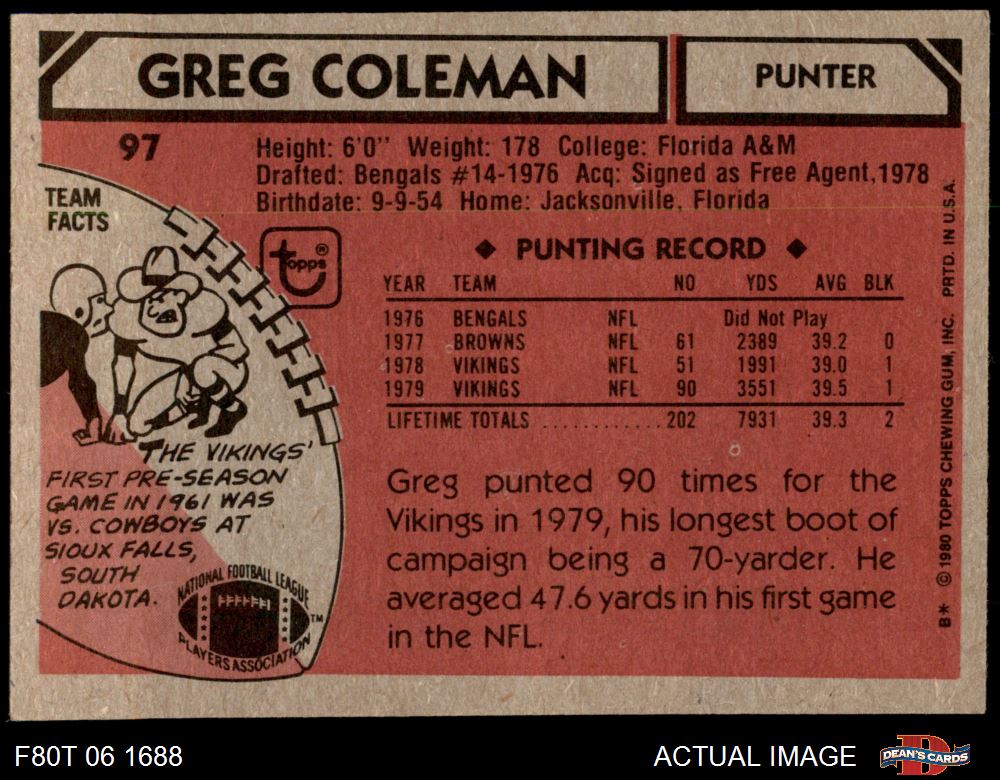 GREG COLEMAN
PUNTER
97
Height: 6'0" Weight: 178 College: Florida A&M
Drafted: Bengals #14-1976 Acq: Signed as Free Agent, 1978
Birthdate: 9-9-54 Home: Jacksonville, Florida
TEAM
FACTS
THE VIKINGS'
FIRST PRE-SEASON
GAME IN 1961 WAS
VS. COWBOYS AT
SIOUX FALLS,
SOUTH
DAKOTA.
NATIONAL FOOTBALL LEAGUE
PLAYERS ASSOCIATION
TM
topps ®
◆ PUNTING RECORD ◆
YEAR TEAM NO YDS AVG BLK
1976 BENGALS NFL Did Not Play
1977 BROWNS NFL 61 2389 39.2 0
1978 VIKINGS NFL 51 1991 39.0 1
1979 VIKINGS NFL 90 3551 39.5 1
LIFETIME TOTALS ............ 202 7931 39.3 2
Greg punted 90 times for the
Vikings in 1979, his longest boot of
campaign being a 70-yarder. He
averaged 47.6 yards in his first game
in the NFL.
B* © 1980 TOPPS CHEWING GUM, INC. PRTD. IN U.S.A.
F80T 06 1688
ACTUAL IMAGE
DEAN'S CARDS